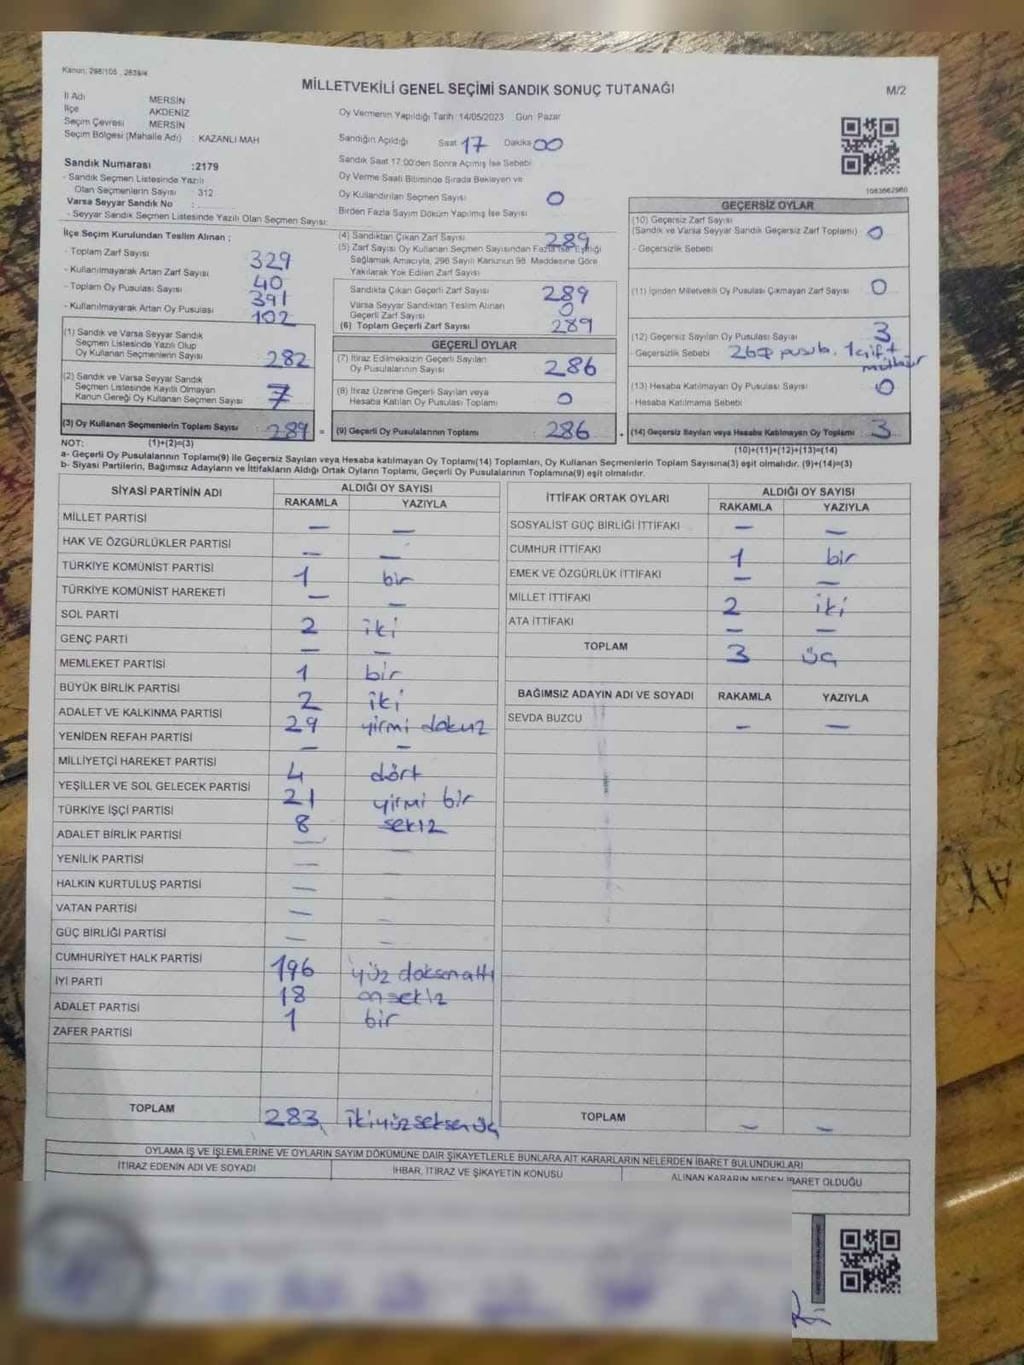 Kanun: 298/105 , 2839/4
MİLLETVEKİLİ GENEL SEÇİMİ SANDIK SONUÇ TUTANAĞI
M/2
İl Adı MERSİN
İlçe AKDENİZ
Seçim Çevresi MERSİN
Seçim Bölgesi (Mahalle Adı) : KAZANLI MAH
Sandık Numarası :2179
- Sandık Seçmen Listesinde Yazılı
Olan Seçmenlerin Sayısı 312
Varsa Seyyar Sandık No :
- Seyyar Sandık Seçmen Listesinde Yazılı Olan Seçmen Sayısı:
Oy Vermenin Yapıldığı Tarih :14/05/2023 Gün: Pazar
Sandığın Açıldığı Saat 17 Dakika 00
Sandık Saat 17:00'den Sonra Açılmış İse Sebebi
Oy Verme Saati Bitiminde Sırada Bekleyen ve
Oy Kullandırılan Seçmen Sayısı 0
Birden Fazla Sayım Döküm Yapılmış İse Sayısı
1083662960
İlçe Seçim Kurulundan Teslim Alınan ;
- Toplam Zarf Sayısı 329
- Kullanılmayarak Artan Zarf Sayısı 40
- Toplam Oy Pusulası Sayısı 391
- Kullanılmayarak Artan Oy Pusulası 102
(1) Sandık ve Varsa Seyyar Sandık
Seçmen Listesinde Yazılı Olup
Oy Kullanan Seçmenlerin Sayısı 282
(2) Sandık ve Varsa Seyyar Sandık
Seçmen Listesinde Kayıtlı Olmayan
Kanun Gereği Oy Kullanan Seçmen Sayısı 7
(3) Oy Kullanan Seçmenlerin Toplam Sayısı 289 =
(4) Sandıktan Çıkan Zarf Sayısı 289
(5) Zarf Sayısı Oy Kullanan Seçmen Sayısından Fazla İse Eşitliği
Sağlamak Amacıyla, 298 Sayılı Kanunun 98. Maddesine Göre
Yakılarak Yok Edilen Zarf Sayısı
Sandıkta Çıkan Geçerli Zarf Sayısı 289
Varsa Seyyar Sandıktan Teslim Alınan
Geçerli Zarf Sayısı 0
(6) Toplam Geçerli Zarf Sayısı 289
GEÇERLİ OYLAR
(7) İtiraz Edilmeksizin Geçerli Sayılan
Oy Pusulalarının Sayısı 286
(8) İtiraz Üzerine Geçerli Sayılan veya
Hesaba Katılan Oy Pusulası Toplamı 0
(9) Geçerli Oy Pusulalarının Toplamı 286 +
GEÇERSİZ OYLAR
(10) Geçersiz Zarf Sayısı
(Sandık ve Varsa Seyyar Sandık Geçersiz Zarf Toplamı) 0
- Geçersizlik Sebebi
(11) İçinden Milletvekili Oy Pusulası Çıkmayan Zarf Sayısı 0
(12) Geçersiz Sayılan Oy Pusulası Sayısı 3
- Geçersizlik Sebebi pusub. 1 çift
(13) Hesaba Katılmayan Oy Pusulası Sayısı 0
- Hesaba Katılmama Sebebi
(14) Geçersiz Sayılan veya Hesaba Katılmayan Oy Toplamı 3
NOT: (1)+(2)=(3)
(10)+(11)+(12)+(13)=(14)
a- Geçerli Oy Pusulalarının Toplamı(9) ile Geçersiz Sayılan veya Hesaba Katılmayan Oy Toplamı(14) Toplamları, Oy Kullanan Seçmenlerin Toplam Sayısına(3) eşit olmalıdır. (9)+(14)=(3)
b- Siyasi Partilerin, Bağımsız Adayların ve İttifakların Aldığı Ortak Oyların Toplamı, Geçerli Oy Pusulalarının Toplamına(9) eşit olmalıdır.
SİYASİ PARTİNİN ADI ALDIĞI OY SAYISI
RAKAMLA YAZIYLA
MİLLET PARTİSİ — —
HAK VE ÖZGÜRLÜKLER PARTİSİ — —
TÜRKİYE KOMÜNİST PARTİSİ 1 bir
TÜRKİYE KOMÜNİST HAREKETİ — —
SOL PARTİ 2 iki
GENÇ PARTİ — —
MEMLEKET PARTİSİ 1 bir
BÜYÜK BİRLİK PARTİSİ 2 iki
ADALET VE KALKINMA PARTİSİ 29 yirmi dokuz
YENİDEN REFAH PARTİSİ — —
MİLLİYETÇİ HAREKET PARTİSİ 4 dört
YEŞİLLER VE SOL GELECEK PARTİSİ 21 yirmi bir
TÜRKİYE İŞÇİ PARTİSİ 8 sekiz
ADALET BİRLİK PARTİSİ — —
YENİLİK PARTİSİ —
HALKIN KURTULUŞ PARTİSİ —
VATAN PARTİSİ — —
GÜÇ BİRLİĞİ PARTİSİ — —
CUMHURİYET HALK PARTİSİ 196 yüz doksanaltı
İYİ PARTİ 18 onsekiz
ADALET PARTİSİ 1 bir
ZAFER PARTİSİ
TOPLAM 283 ikiyüzseksenüç
İTTİFAK ORTAK OYLARI ALDIĞI OY SAYISI
RAKAMLA YAZIYLA
SOSYALİST GÜÇ BİRLİĞİ İTTİFAKI — —
CUMHUR İTTİFAKI 1 bir
EMEK VE ÖZGÜRLÜK İTTİFAKI — —
MİLLET İTTİFAKI 2 iki
ATA İTTİFAKI — —
TOPLAM 3 üç
BAĞIMSIZ ADAYIN ADI VE SOYADI RAKAMLA YAZIYLA
SEVDA BUZCU — —
TOPLAM — —
OYLAMA İŞ VE İŞLEMLERİNE VE OYLARIN SAYIM DÖKÜMÜNE DAİR ŞİKAYETLERLE BUNLARA AİT KARARLARIN NELERDEN İBARET BULUNDUKLARI
İTİRAZ EDENİN ADI VE SOYADI İHBAR, İTİRAZ VE ŞİKAYETİN KONUSU ALINAN KARARIN NEDEN İBARET OLDUĞU